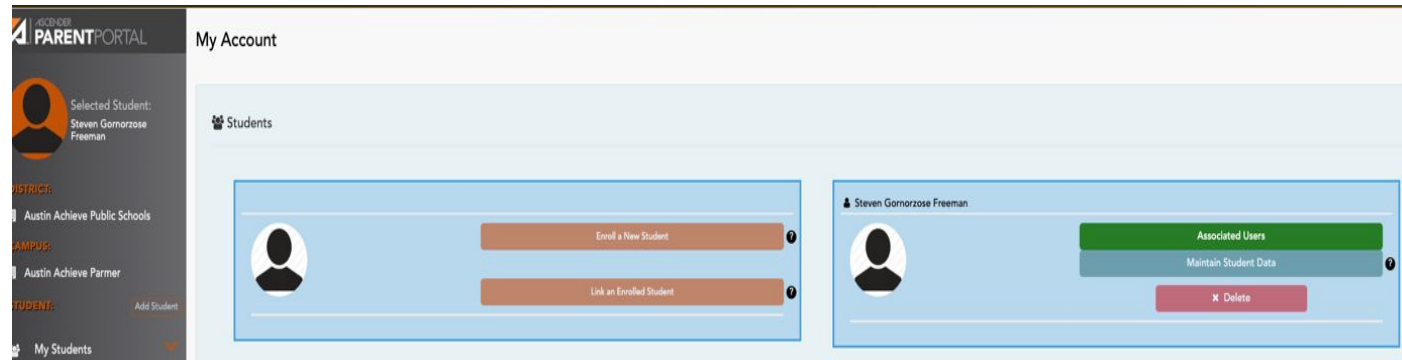 ASCENDER
PARENTPORTAL
My Account
Selected Student:
Steven Gornorzose
Freeman
Students
DISTRICT:
Austin Achieve Public Schools
CAMPUS:
Austin Achieve Parmer
STUDENT:
Add Student
My Students
Enroll a New Student
?
Link an Enrolled Student
?
Steven Gornorzose Freeman
Associated Users
Maintain Student Data
?
× Delete